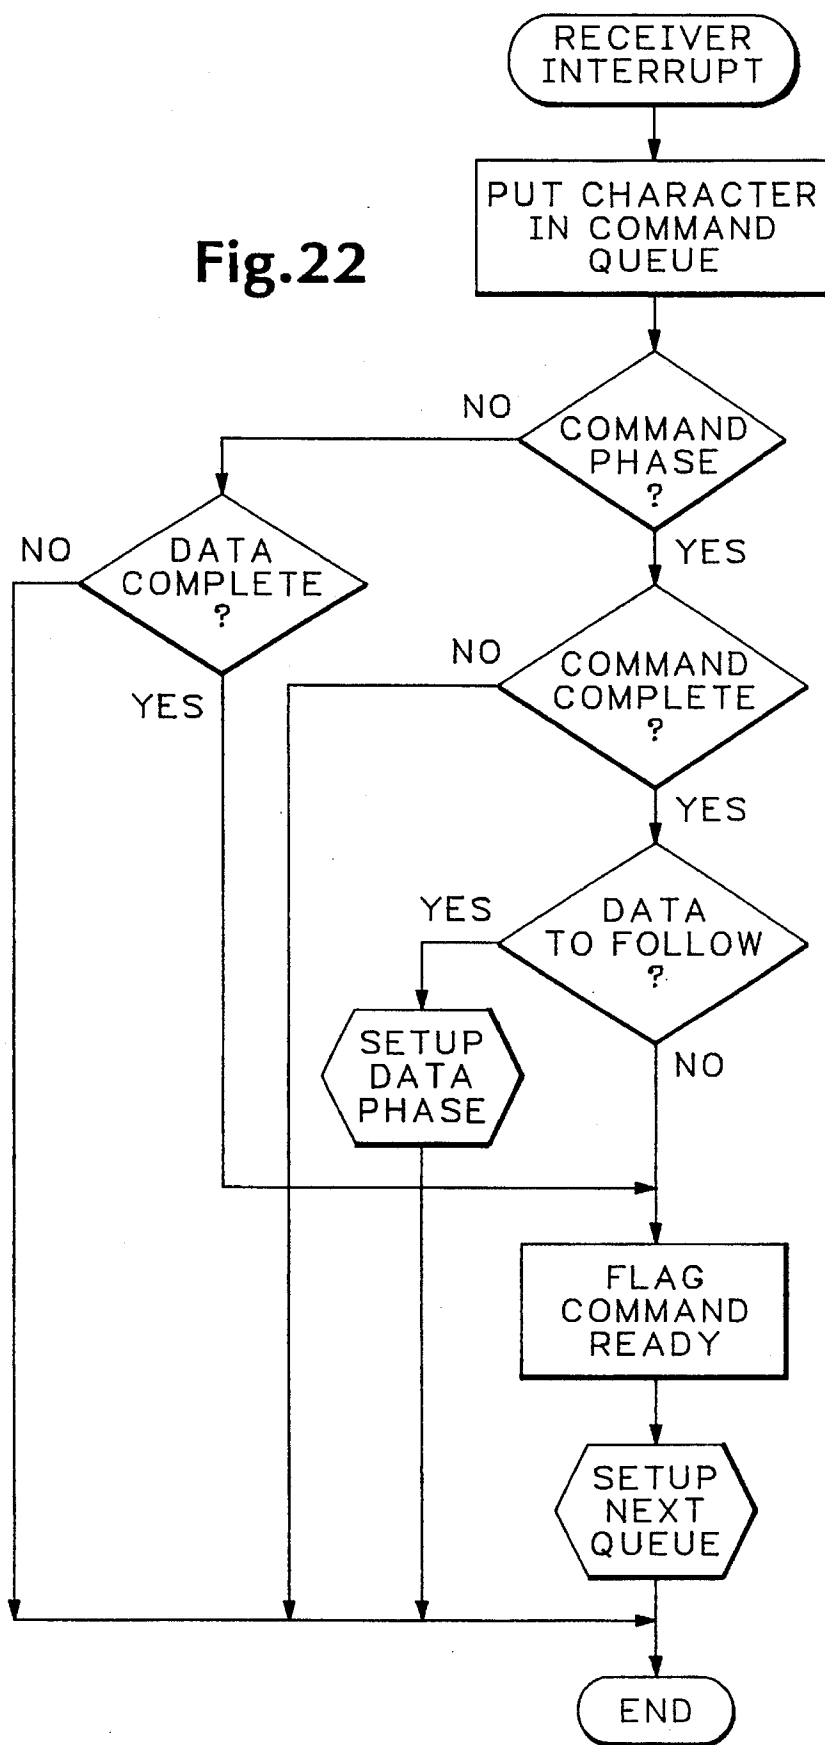 RECEIVER
INTERRUPT
PUT CHARACTER
IN COMMAND
QUEUE
Fig.22
NO
COMMAND
PHASE
?
YES
NO
DATA
COMPLETE
?
YES
NO
COMMAND
COMPLETE
?
YES
YES
DATA
TO FOLLOW
?
NO
SETUP
DATA
PHASE
FLAG
COMMAND
READY
SETUP
NEXT
QUEUE
END